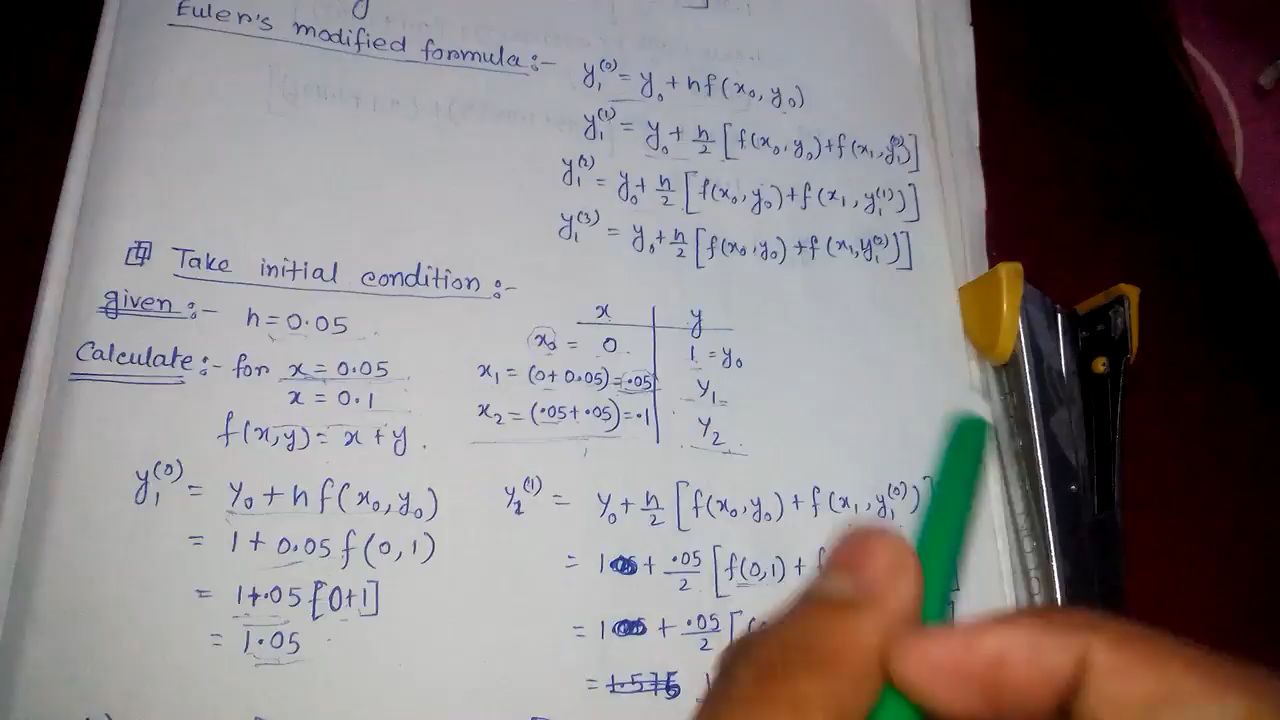 Euler's modified formula :-
y₁⁽⁰⁾ = y₀ + hf(x₀, y₀)
y₁⁽¹⁾ = y₀ + h/2 [f(x₀, y₀) + f(x₁, y₁⁽⁰⁾)]
y₁⁽²⁾ = y₀ + h/2 [f(x₀, y₀) + f(x₁, y₁⁽¹⁾)]
y₁⁽³⁾ = y₀ + h/2 [f(x₀, y₀) + f(x₁, y₁⁽²⁾)]
Take initial condition :-
given :- h = 0.05
Calculate :- for x = 0.05
x = 0.1
f(x,y) = x + y .
x | y
x₀ = 0 | 1 = y₀
x₁ = (0 + 0.05) = .05 | y₁
x₂ = (.05 + .05) = .1 | y₂
y₁⁽⁰⁾ = y₀ + h f(x₀, y₀)
= 1 + 0.05 f(0, 1)
= 1 + .05 [0+1]
= 1.05
y₂⁽¹⁾ = y₀ + h/2 [f(x₀, y₀) + f(x₁, y₁⁽⁰⁾)]
= 1 + .05/2 [f(0,1) + f
= 1 + .05/2 [
=